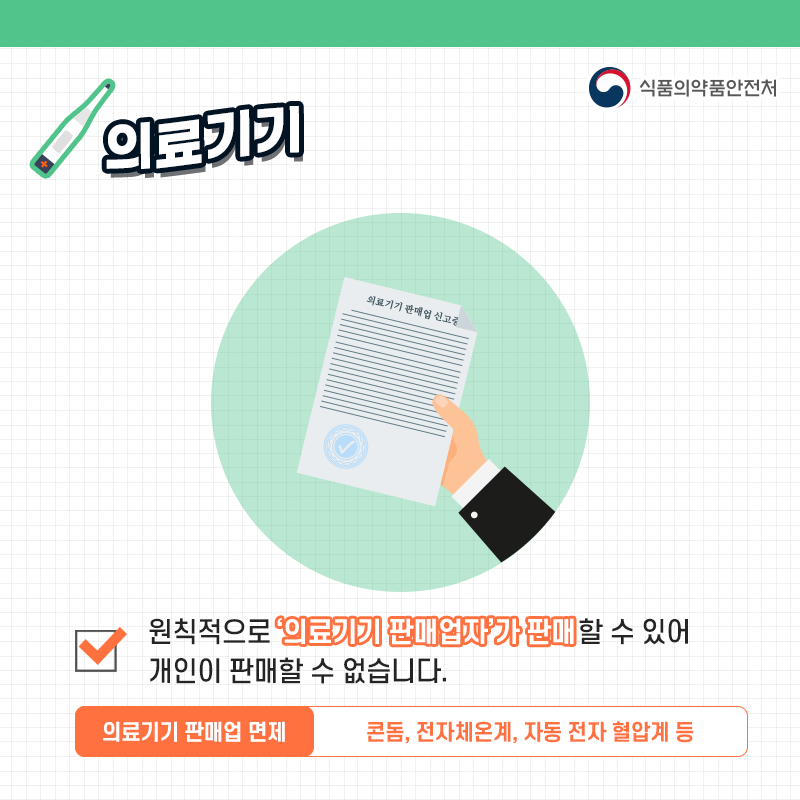 식품의약품안전처
의료기기
의료기기 판매업 신고증
원칙적으로 ‘의료기기 판매업자’가 판매할 수 있어
개인이 판매할 수 없습니다.
의료기기 판매업 면제
콘돔, 전자체온계, 자동 전자 혈압계 등